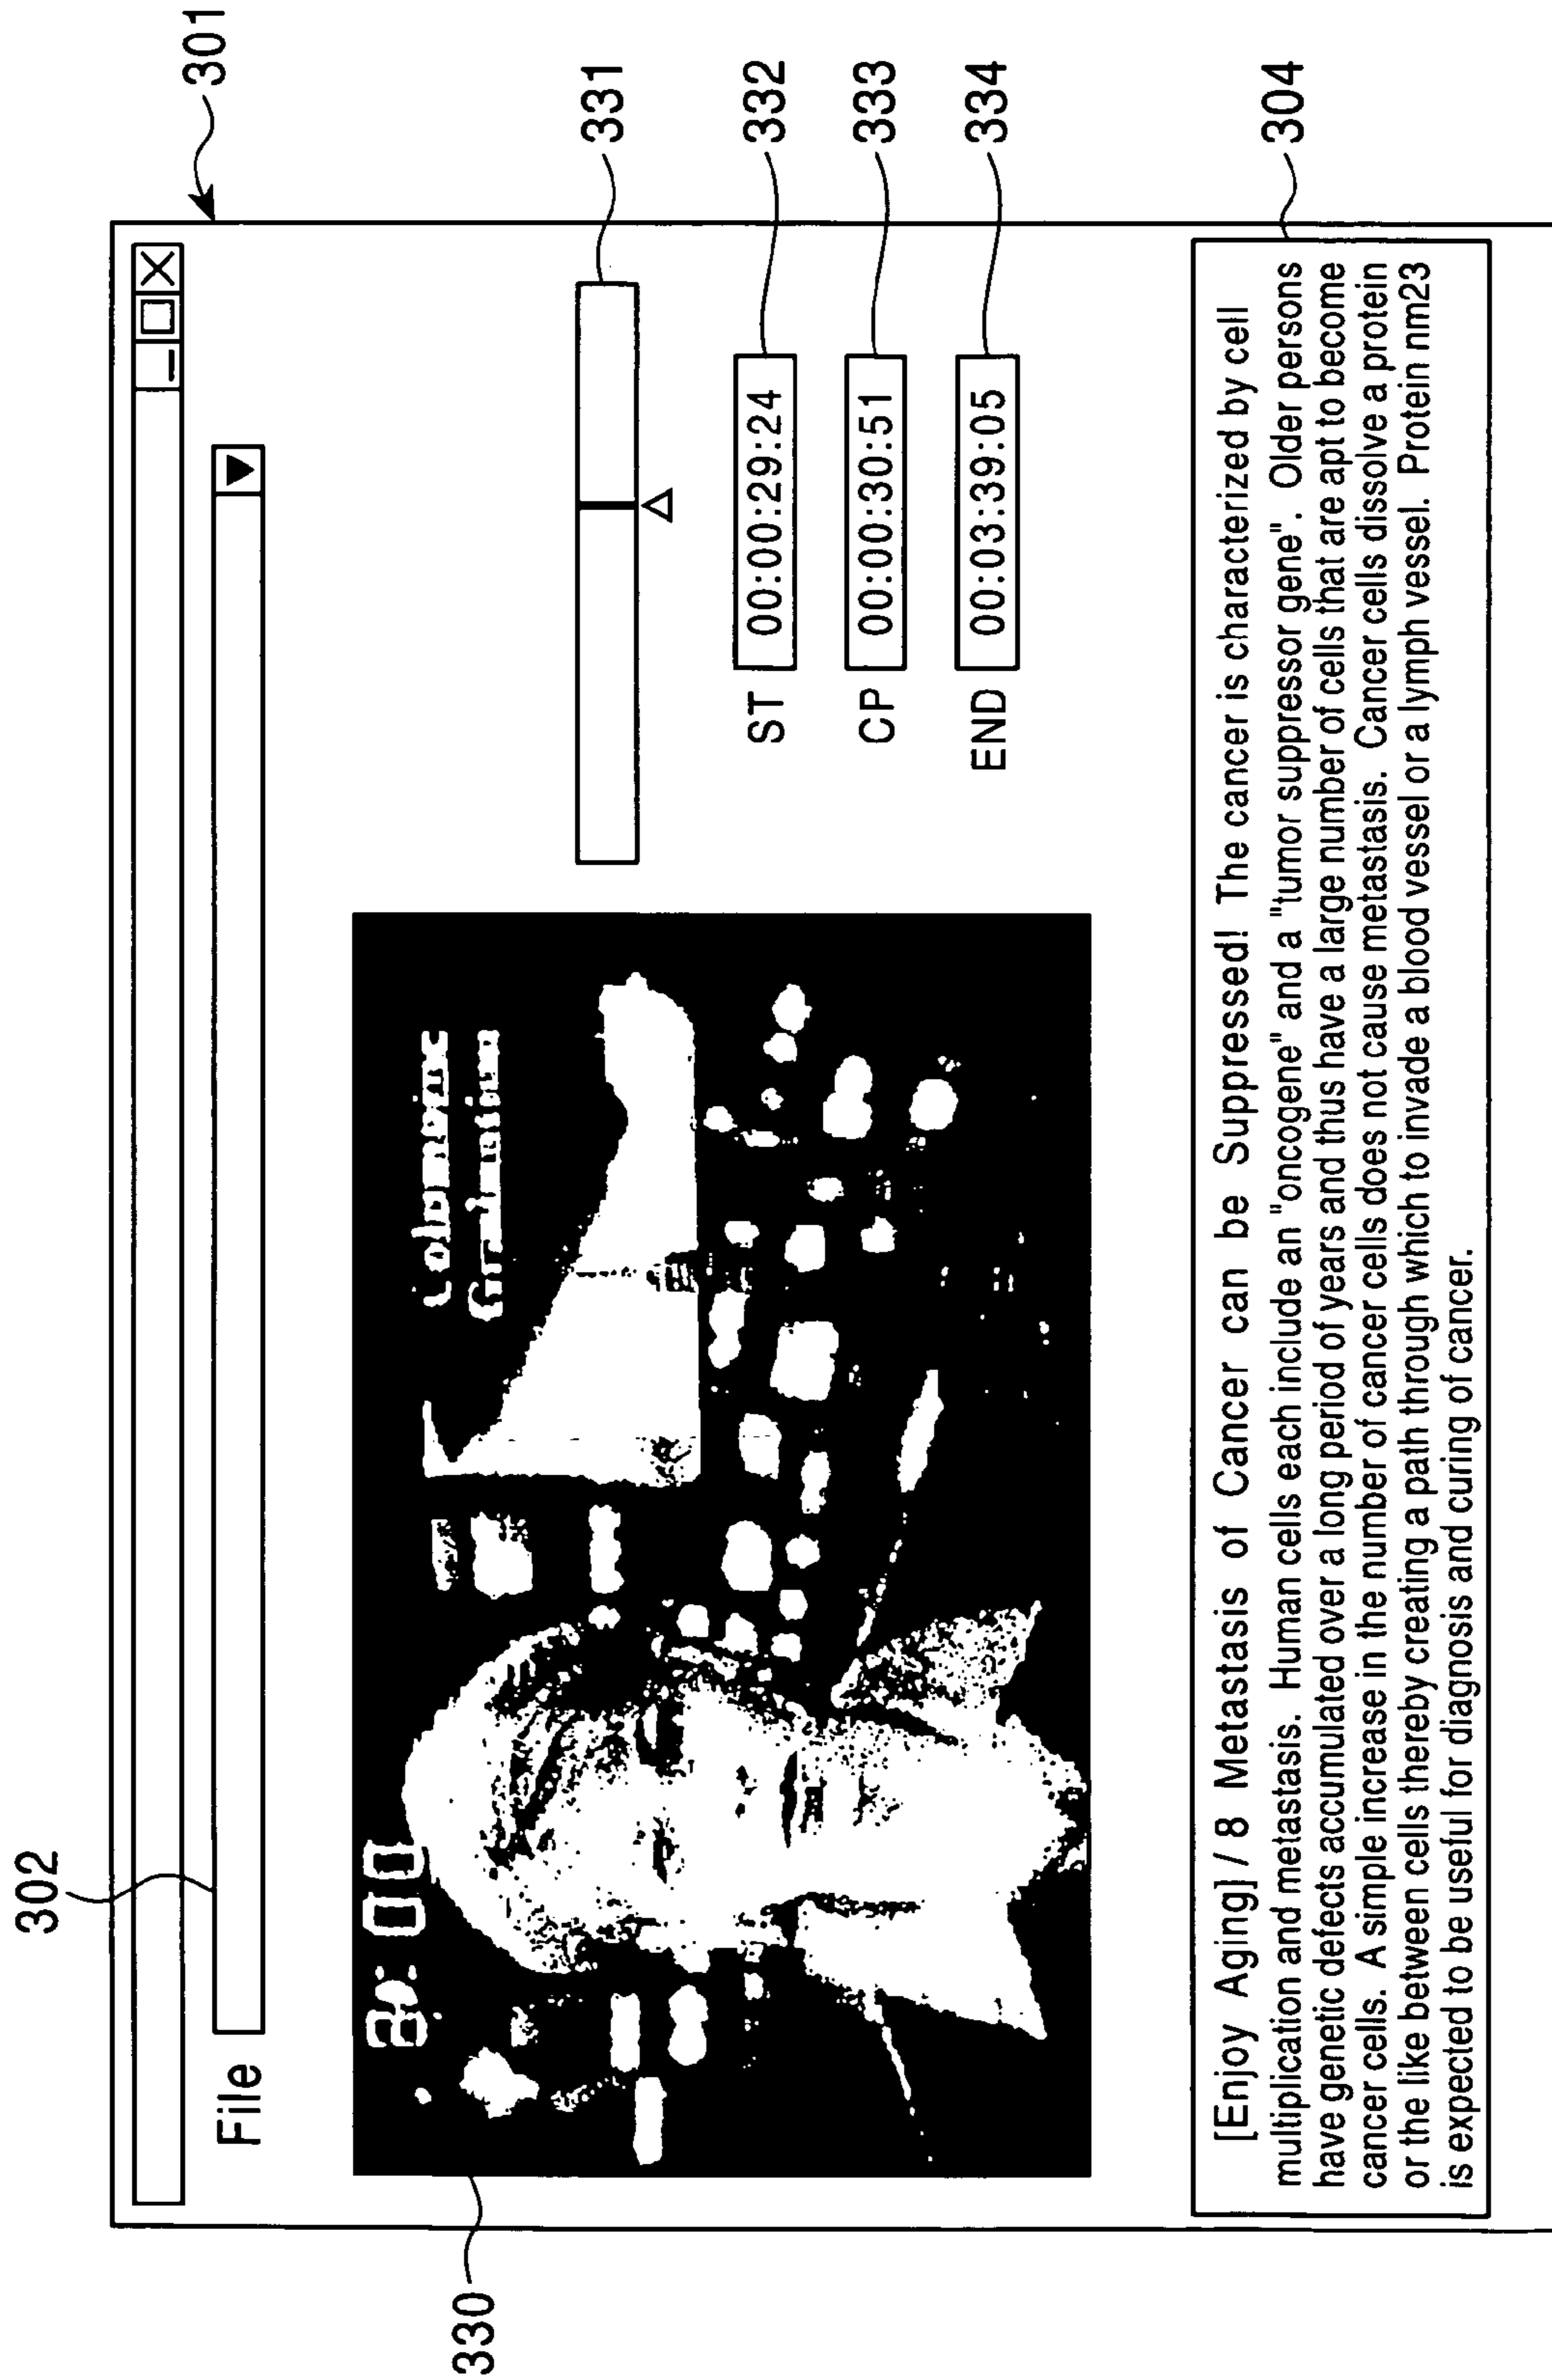 302
301
File
330
8:00
331
ST 00:00:29:24 332
CP 00:00:30:51 333
END 00:03:39:05 334
304
[Enjoy Aging] / 8 Metastasis of Cancer can be Suppressed! The cancer is characterized by cell
multiplication and metastasis. Human cells each include an "oncogene" and a "tumor suppressor gene". Older persons
have genetic defects accumulated over a long period of years and thus have a large number of cells that are apt to become
cancer cells. A simple increase in the number of cancer cells does not cause metastasis. Cancer cells dissolve a protein
or the like between cells thereby creating a path through which to invade a blood vessel or a lymph vessel. Protein nm23
is expected to be useful for diagnosis and curing of cancer.